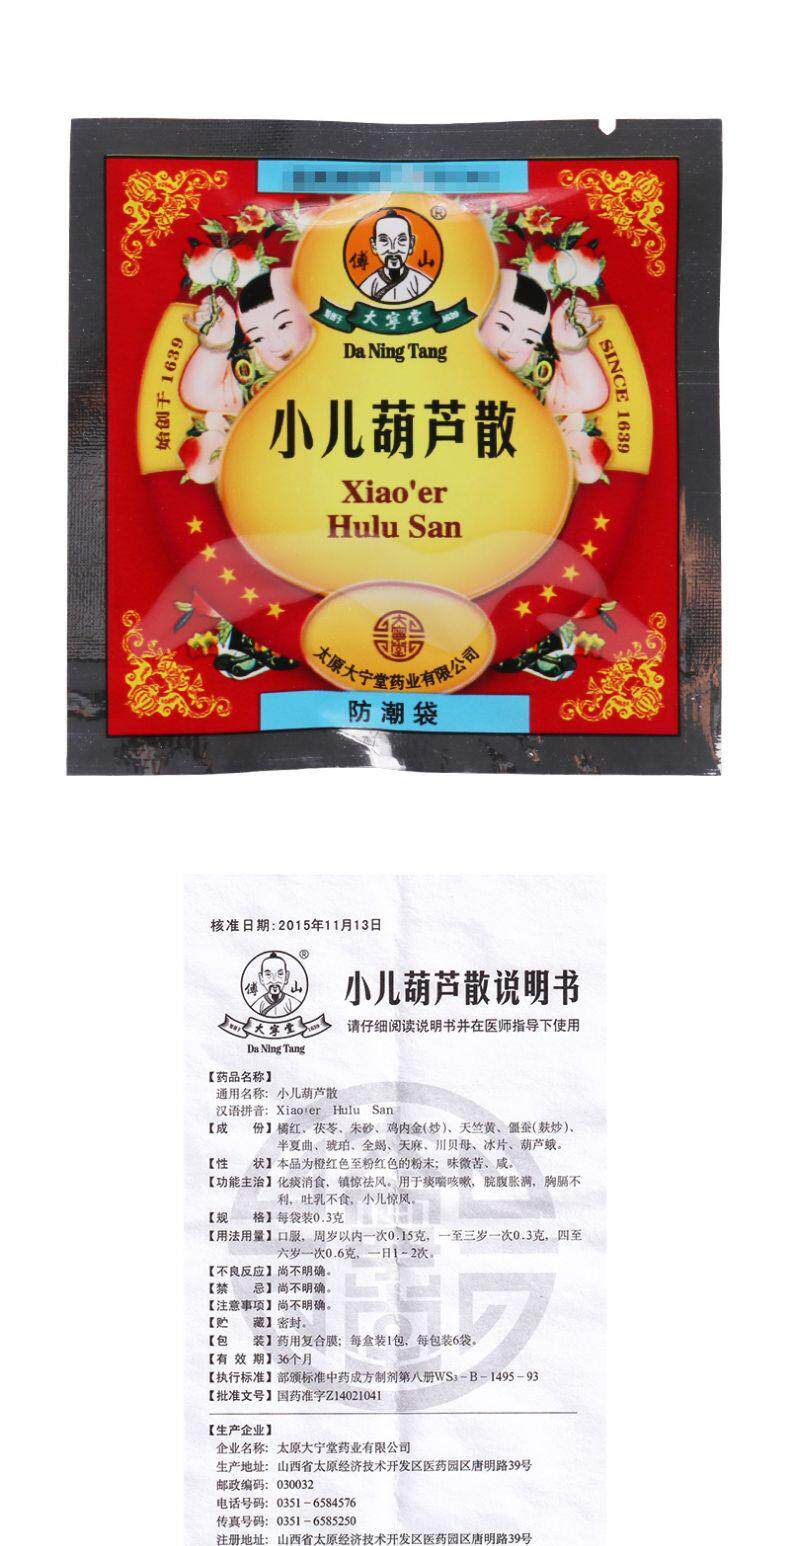 傅山
®
始创于 大宁堂 1639
Da Ning Tang
始创于 1639
SINCE 1639
小儿葫芦散
Xiao'er
Hulu San
太原大宁堂药业有限公司
防潮袋
核准日期:2015年11月13日
傅山
®
始创于 大宁堂 1639
Da Ning Tang
小儿葫芦散说明书
请仔细阅读说明书并在医师指导下使用
【药品名称】
通用名称: 小儿葫芦散
汉语拼音: Xiao'er Hulu San
【成 份】橘红、茯苓、朱砂、鸡内金(炒)、天竺黄、僵蚕(麸炒)、
半夏曲、琥珀、全蝎、天麻、川贝母、冰片、葫芦蛾。
【性 状】本品为橙红色至粉红色的粉末; 味微苦、咸。
【功能主治】化痰消食, 镇惊祛风。用于痰喘咳嗽, 脘腹胀满, 胸膈不
利, 吐乳不食, 小儿惊风。
【规 格】每袋装0.3克
【用法用量】口服, 周岁以内一次0.15克, 一至三岁一次0.3克, 四至
六岁一次0.6克, 一日1~2次。
【不良反应】尚不明确。
【禁 忌】尚不明确。
【注意事项】尚不明确。
【贮 藏】密封。
【包 装】药用复合膜; 每盒装1包, 每包装6袋。
【有 效 期】36个月
【执行标准】部颁标准中药成方制剂第八册WS₃-B-1495-93
【批准文号】国药准字Z14021041
【生产企业】
企业名称: 太原大宁堂药业有限公司
生产地址: 山西省太原经济技术开发区医药园区唐明路39号
邮政编码: 030032
电话号码: 0351-6584576
传真号码: 0351-6585250
注册地址: 山西省太原经济技术开发区医药园区唐明路39号